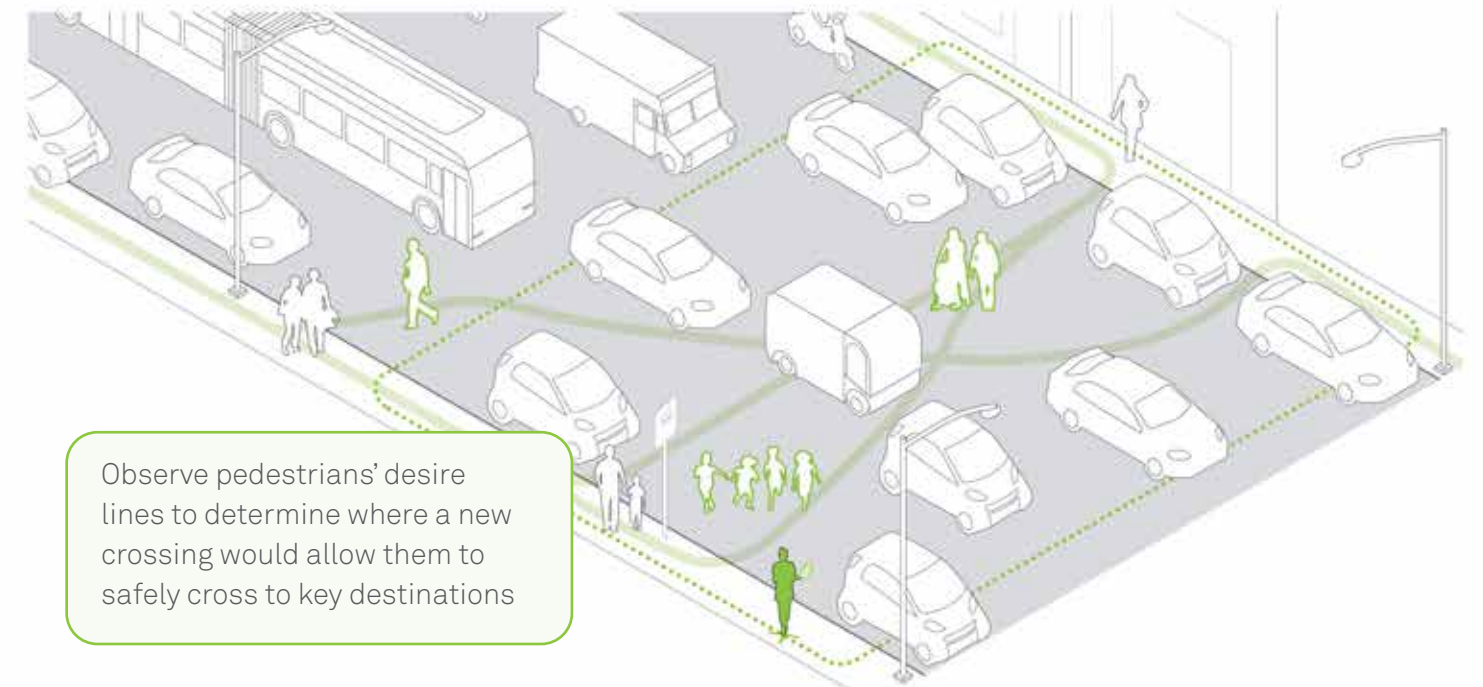 Observe pedestrians’ desire
lines to determine where a new
crossing would allow them to
safely cross to key destinations